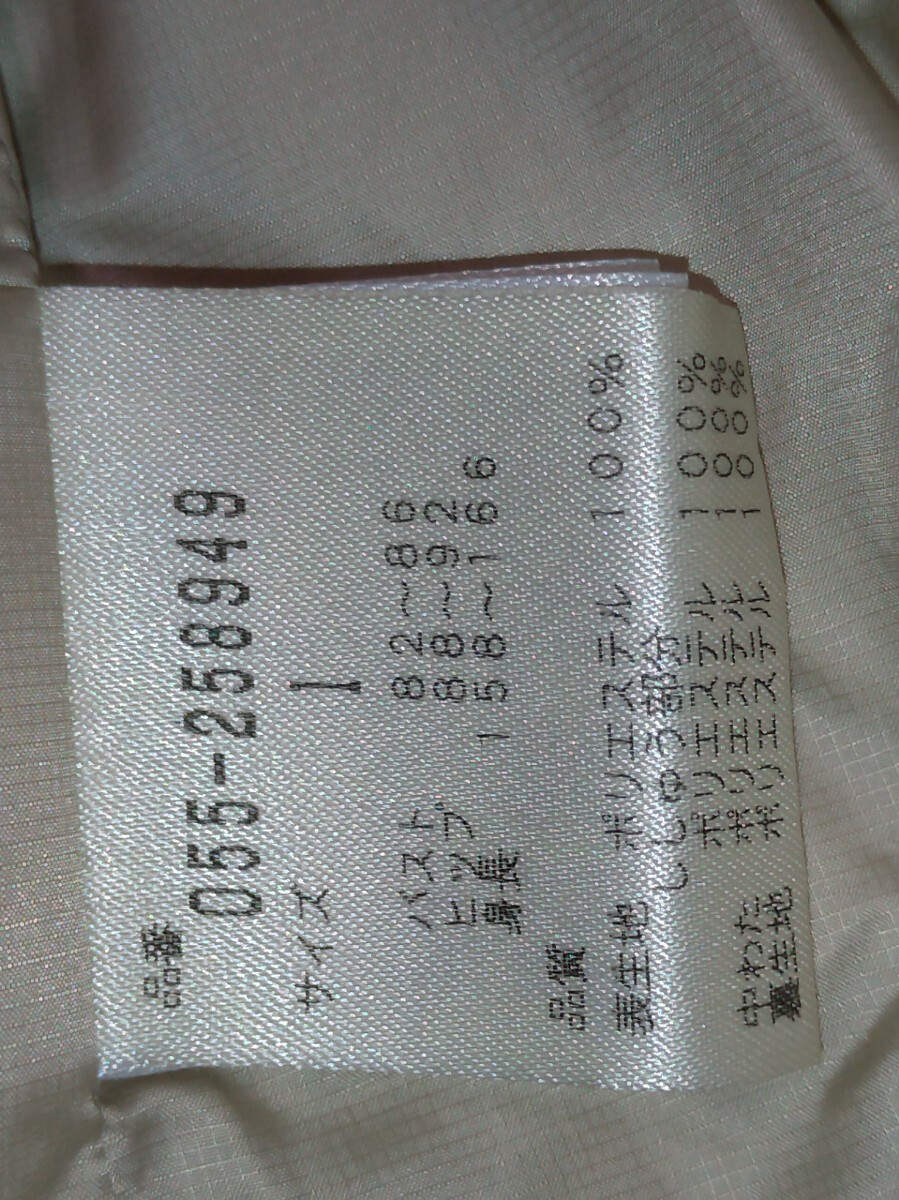 品番
055-258949
サイズ 1
バスト 82〜86
ヒップ 88〜92
身長 158〜166
品質
表生地 ポリエステル 100%
ししゅう部分
ポリエステル 100%
中わた ポリエステル 100%
裏生地 ポリエステル 100%